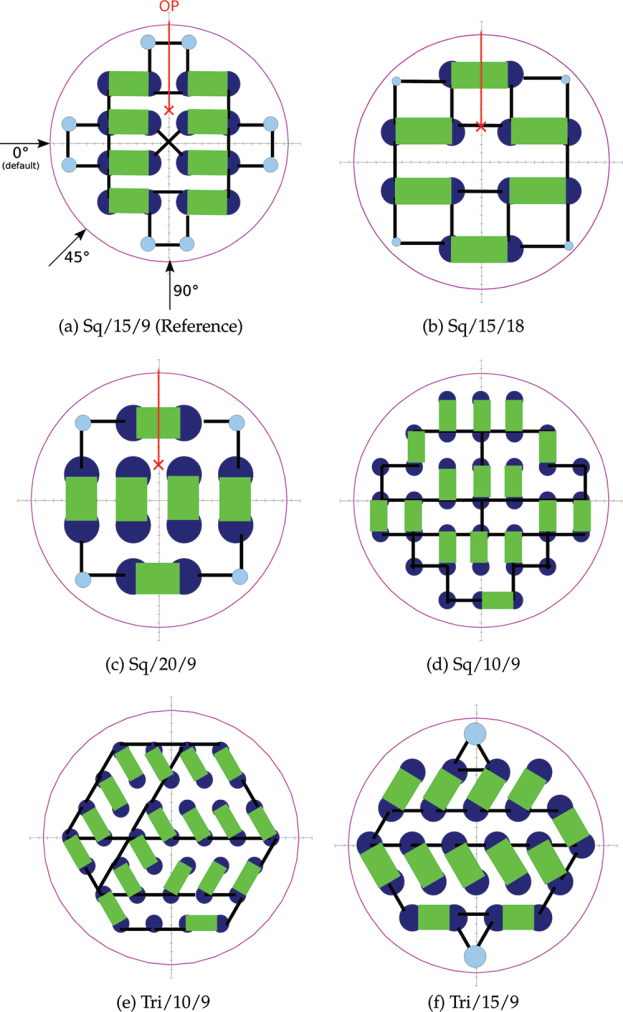 OP
0°
(default)
45°
90°
(a) Sq/15/9 (Reference)
(b) Sq/15/18
(c) Sq/20/9
(d) Sq/10/9
(e) Tri/10/9
(f) Tri/15/9